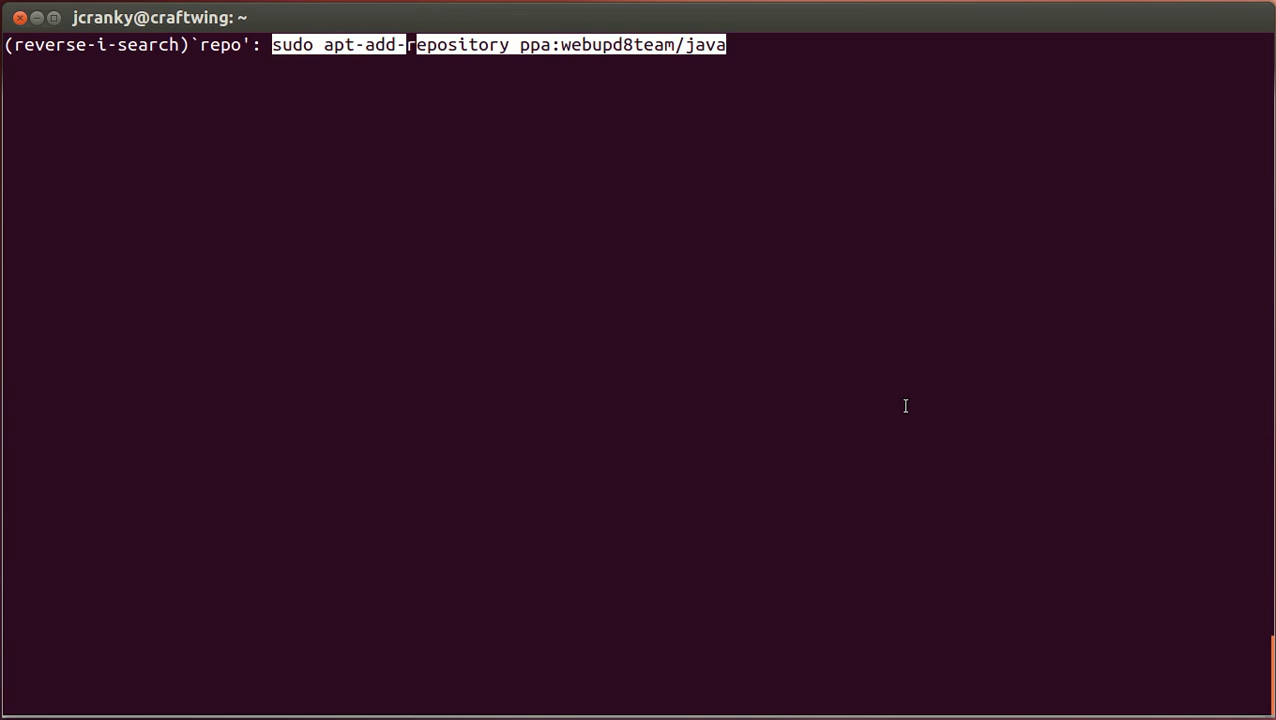 jcranky@craftwing: ~
(reverse-i-search)`repo': sudo apt-add-repository ppa:webupd8team/java